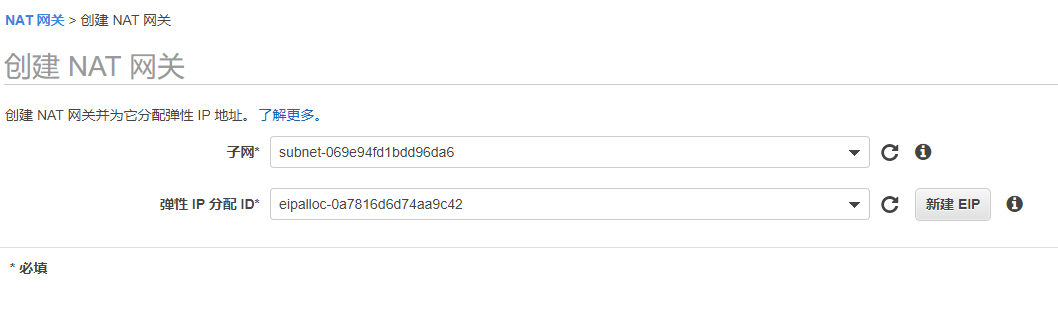 NAT 网关 > 创建 NAT 网关
创建 NAT 网关
创建 NAT 网关并为它分配弹性 IP 地址。 了解更多。
子网* subnet-069e94fd1bdd96da6
弹性 IP 分配 ID* eipalloc-0a7816d6d74aa9c42 新建 EIP
* 必填